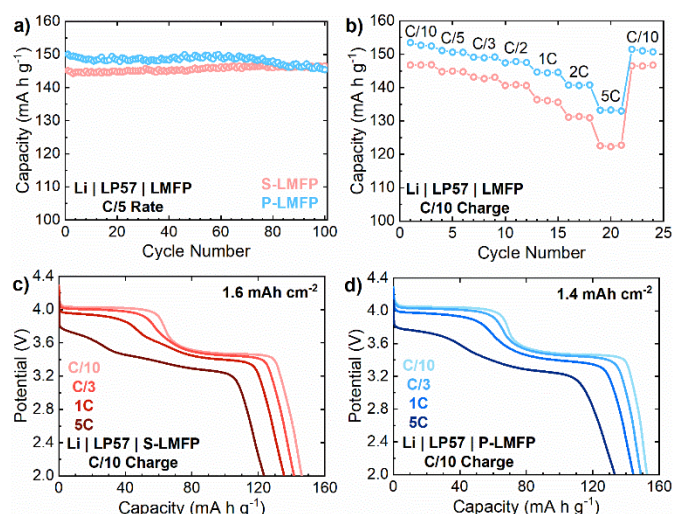 a)
Capacity (mA h g-1)
160
150
140
130
120
110
100
Li | LP57 | LMFP
C/5 Rate
S-LMFP
P-LMFP
0 20 40 60 80 100
Cycle Number
b)
Capacity (mA h g-1)
160
150
140
130
120
110
100
C/10
C/5
C/3
C/2
1C
2C
5C
C/10
Li | LP57 | LMFP
C/10 Charge
0 5 10 15 20 25
Cycle Number
c)
1.6 mAh cm-2
Potential (V)
4.4
4.0
3.6
3.2
2.8
2.4
2.0
C/10
C/3
1C
5C
Li | LP57 | S-LMFP
C/10 Charge
0 40 80 120 160
Capacity (mA h g-1)
d)
1.4 mAh cm-2
Potential (V)
4.4
4.0
3.6
3.2
2.8
2.4
2.0
C/10
C/3
1C
5C
Li | LP57 | P-LMFP
C/10 Charge
0 40 80 120 160
Capacity (mA h g-1)